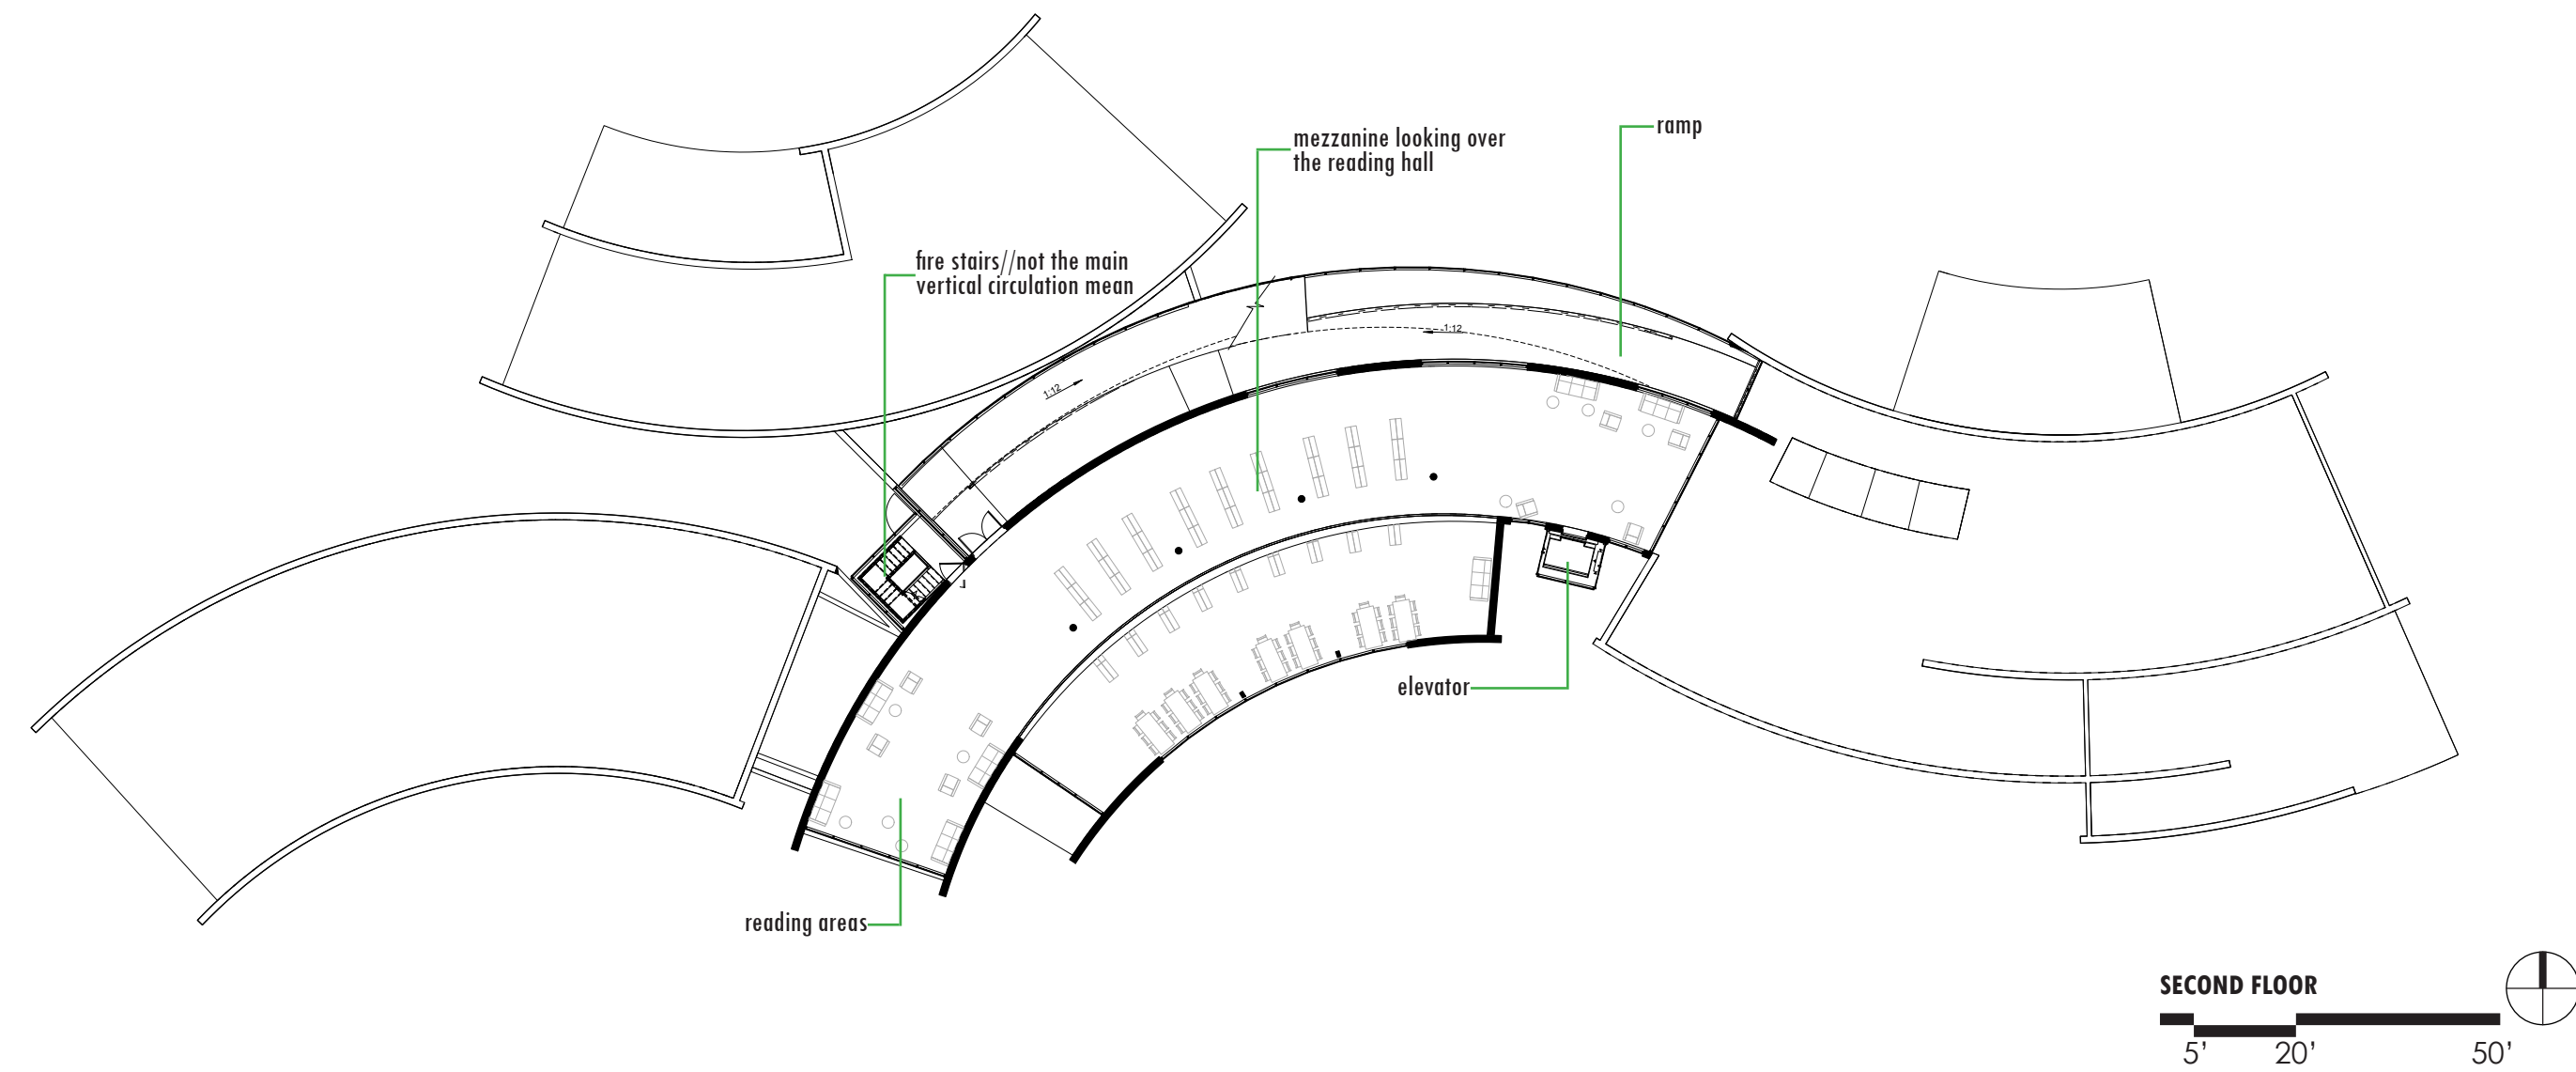 ramp
mezzanine looking over
the reading hall
fire stairs//not the main
vertical circulation mean
1:12
1:12
elevator
reading areas
SECOND FLOOR
5’ 20’ 50’